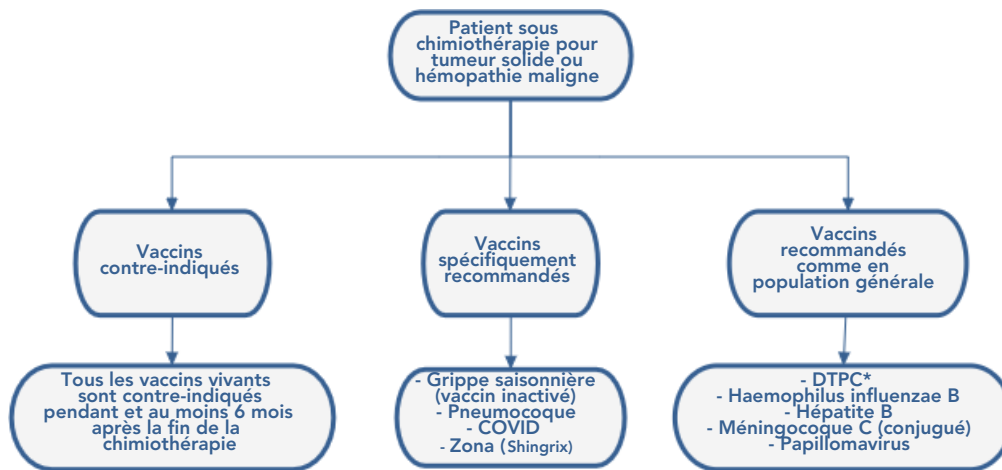 Patient sous
chimiothérapie pour
tumeur solide ou
hémopathie maligne
Vaccins
contre-indiqués
Vaccins
spécifiquement
recommandés
Vaccins
recommandés
comme en
population générale
Tous les vaccins vivants
sont contre-indiqués
pendant et au moins 6 mois
après la fin de la
chimiothérapie
- Grippe saisonnière
(vaccin inactivé)
- Pneumocoque
- COVID
- Zona (Shingrix)
- DTPC*
- Haemophilus influenzae B
- Hépatite B
- Méningocoque C (conjugué)
- Papillomavirus